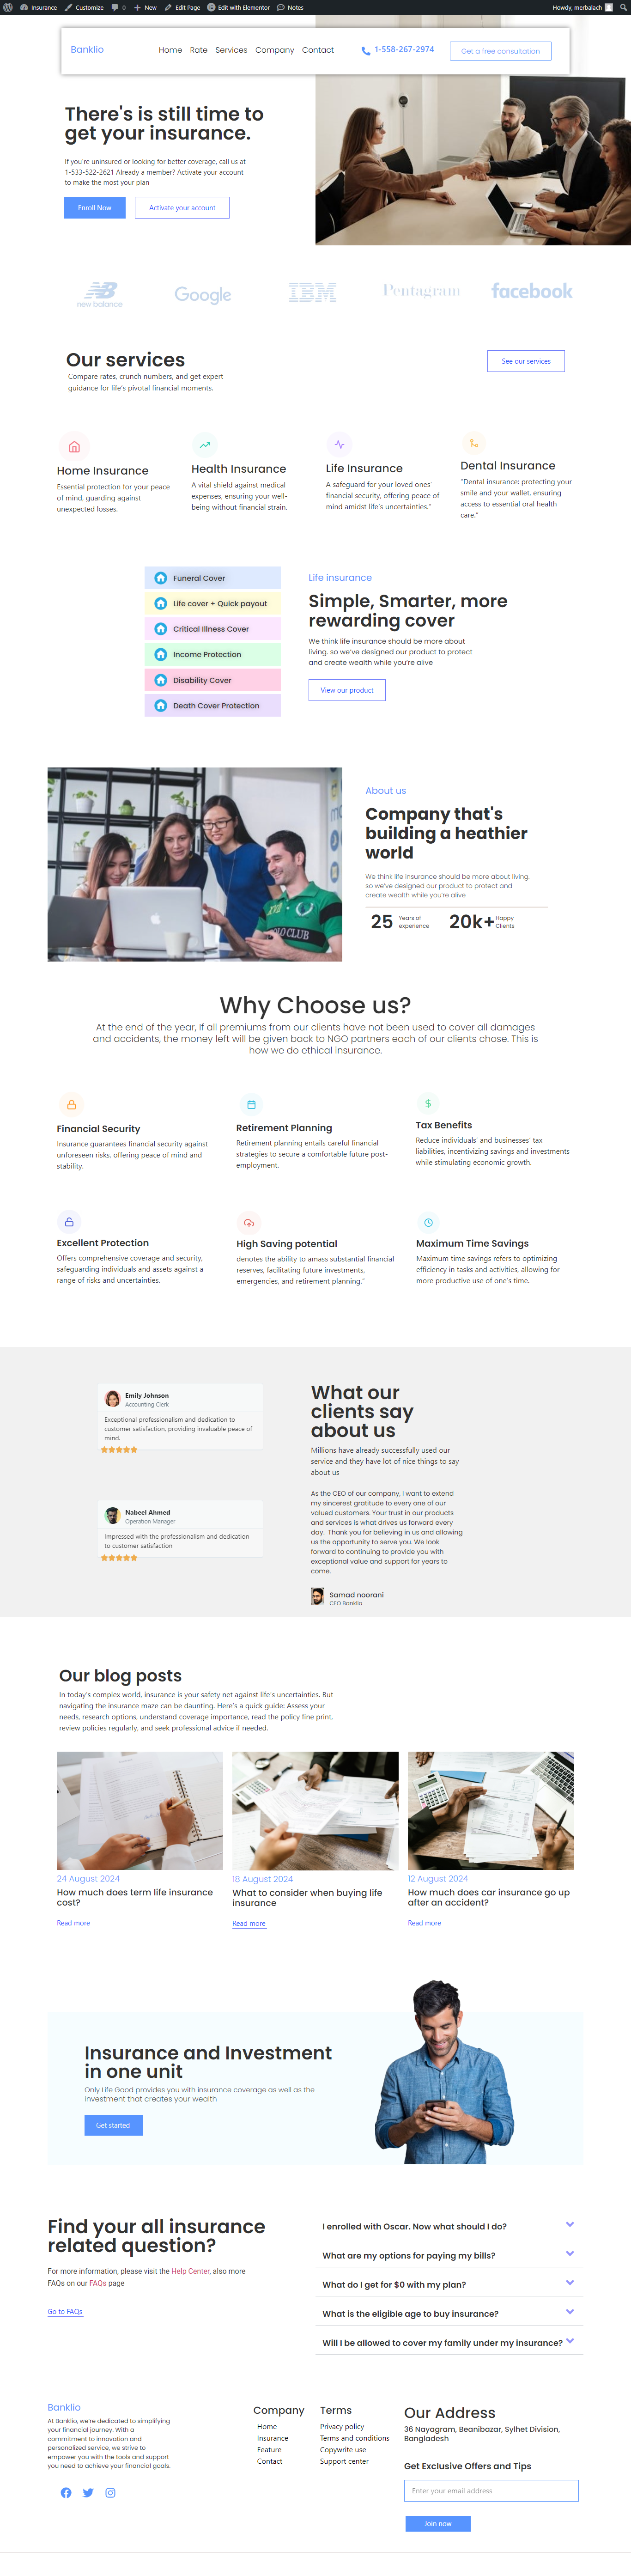 Insurance Customize 0 New Edit Page Edit with Elementor Notes Howdy, merbalach
Banklio Home Rate Services Company Contact 1-558-267-2974 Get a free consultation
There's is still time to
get your insurance.
If you're uninsured or looking for better coverage, call us at
1-533-522-2621 Already a member? Activate your account
to make the most your plan
Enroll Now Activate your account
new balance Google IBM Pentagram facebook
Our services
Compare rates, crunch numbers, and get expert
guidance for life's pivotal financial moments.
See our services
Home Insurance
Essential protection for your peace
of mind, guarding against
unexpected losses.
Health Insurance
A vital shield against medical
expenses, ensuring your well-
being without financial strain.
Life Insurance
A safeguard for your loved ones'
financial security, offering peace of
mind amidst life's uncertainties."
Dental Insurance
"Dental insurance: protecting your
smile and your wallet, ensuring
access to essential oral health
care."
Funeral Cover
Life cover + Quick payout
Critical Illness Cover
Income Protection
Disability Cover
Death Cover Protection
Life insurance
Simple, Smarter, more
rewarding cover
We think life insurance should be more about
living, so we've designed our product to protect
and create wealth while you're alive
View our product
POLO CLUB
About us
Company that's
building a heathier
world
We think life insurance should be more about living.
so we've designed our product to protect and
create wealth while you're alive
25 Years of
experience
20k+ Happy
Clients
Why Choose us?
At the end of the year, If all premiums from our clients have not been used to cover all damages
and accidents, the money left will be given back to NGO partners each of our clients chose. This is
how we do ethical insurance.
Financial Security
Insurance guarantees financial security against
unforeseen risks, offering peace of mind and
stability.
Retirement Planning
Retirement planning entails careful financial
strategies to secure a comfortable future post-
employment.
Tax Benefits
Reduce individuals' and businesses' tax
liabilities, incentivizing savings and investments
while stimulating economic growth.
Excellent Protection
Offers comprehensive coverage and security,
safeguarding individuals and assets against a
range of risks and uncertainties.
High Saving potential
denotes the ability to amass substantial financial
reserves, facilitating future investments,
emergencies, and retirement planning."
Maximum Time Savings
Maximum time savings refers to optimizing
efficiency in tasks and activities, allowing for
more productive use of one's time.
Emily Johnson
Accounting Clerk
Exceptional professionalism and dedication to
customer satisfaction, providing invaluable peace of
mind.
Nabeel Ahmed
Operation Manager
Impressed with the professionalism and dedication
to customer satisfaction
What our
clients say
about us
Millions have already successfully used our
service and they have lot of nice things to say
about us
As the CEO of our company, I want to extend
my sincerest gratitude to every one of our
valued customers. Your trust in our products
and services is what drives us forward every
day. Thank you for believing in us and allowing
us the opportunity to serve you. We look
forward to continuing to provide you with
exceptional value and support for years to
come.
Samad noorani
CEO Banklio
Our blog posts
In today's complex world, insurance is your safety net against life's uncertainties. But
navigating the insurance maze can be daunting. Here's a quick guide: Assess your
needs, research options, understand coverage importance, read the policy fine print,
review policies regularly, and seek professional advice if needed.
24 August 2024
How much does term life insurance
cost?
Read more
18 August 2024
What to consider when buying life
insurance
Read more
12 August 2024
How much does car insurance go up
after an accident?
Read more
Insurance and Investment
in one unit
Only Life Good provides you with insurance coverage as well as the
Investment that creates your wealth
Get started
Find your all insurance
related question?
For more information, please visit the Help Center, also more
FAQs on our FAQs page
Go to FAQs
I enrolled with Oscar. Now what should I do?
What are my options for paying my bills?
What do I get for $0 with my plan?
What is the eligible age to buy insurance?
Will I be allowed to cover my family under my insurance?
Banklio
At Banklio, we're dedicated to simplifying
your financial journey. With a
commitment to innovation and
personalized service, we strive to
empower you with the tools and support
you need to achieve your financial goals.
Company
Home
Insurance
Feature
Contact
Terms
Privacy policy
Terms and conditions
Copywrite use
Support center
Our Address
36 Nayagram, Beanibazar, Sylhet Division,
Bangladesh
Get Exclusive Offers and Tips
Enter your email address
Join now